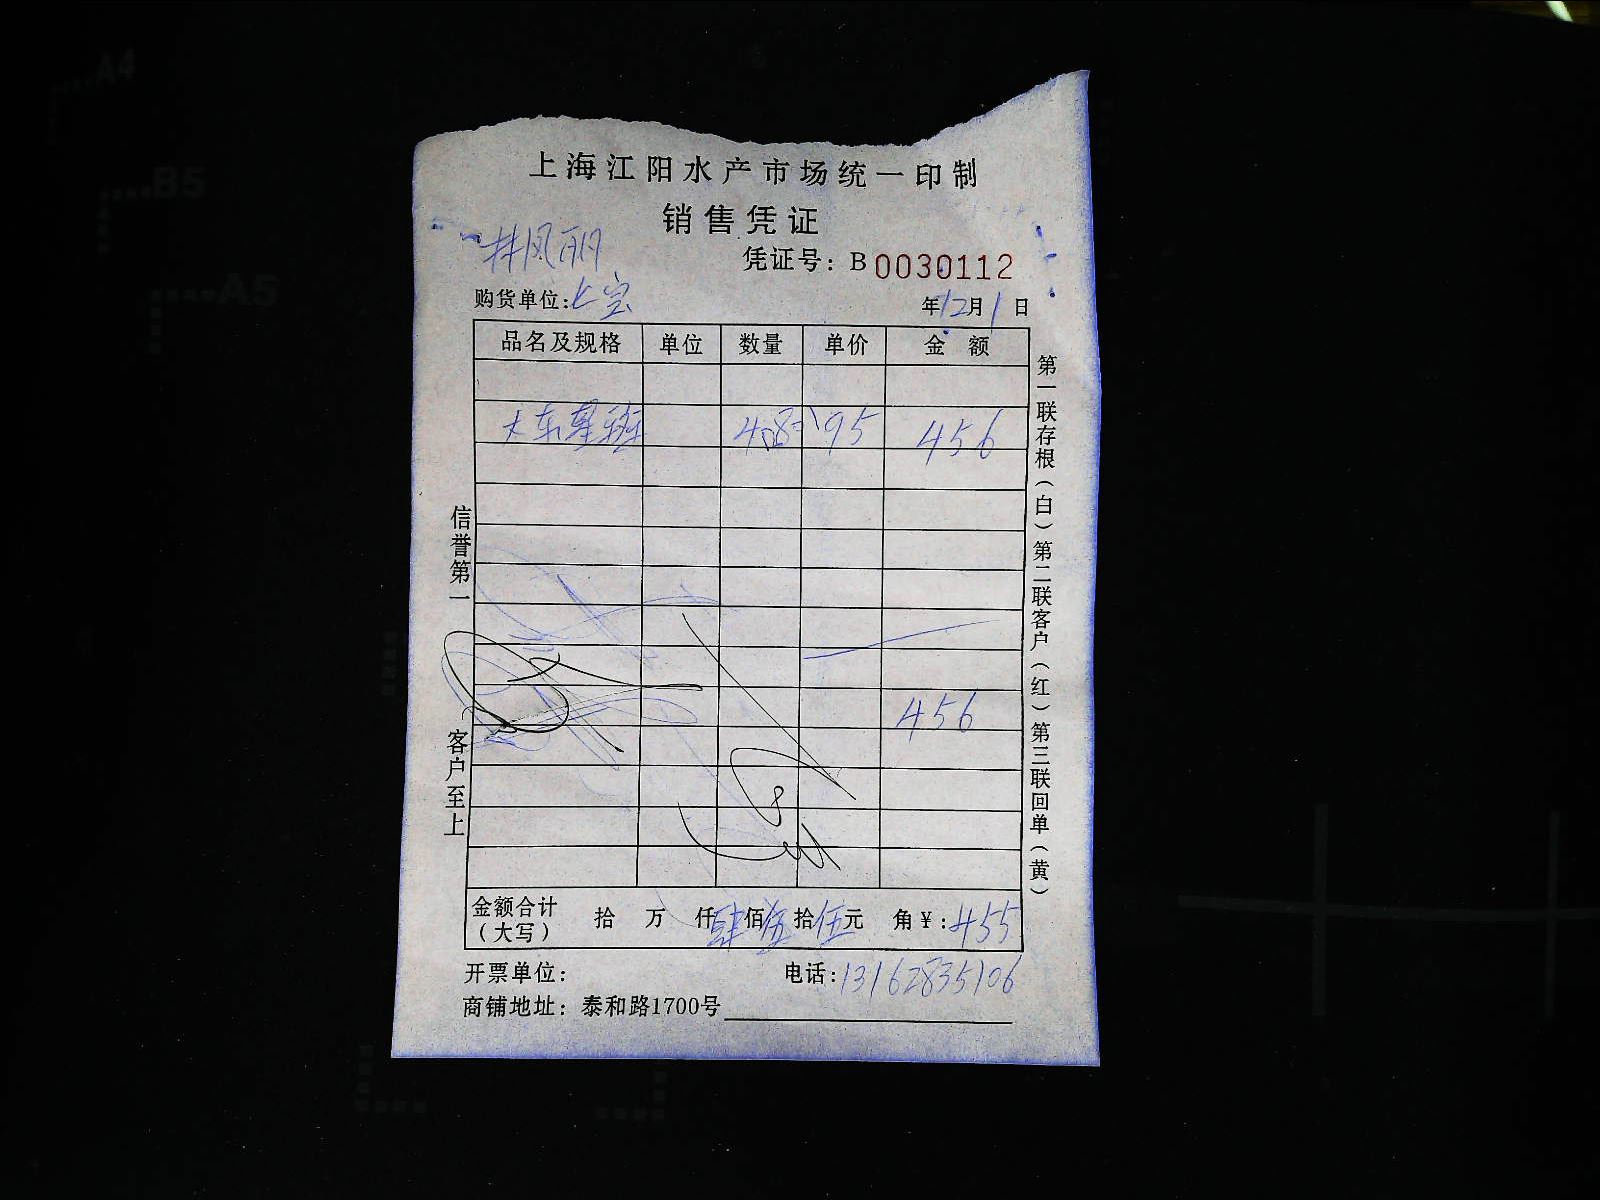 上海江阳水产市场统一印制
销售凭证
林凤丽
凭证号：B0030112
购货单位：七宝
年12月1日
品名及规格 单位 数量 单价 金额
大东星斑 4.8 95 456
456
金额合计（大写） 拾 万 仟肆佰伍拾伍元 角¥：455
开票单位： 电话：13162835106
商铺地址：泰和路1700号
信誉第一 客户至上
第一联存根（白）第二联客户（红）第三联回单（黄）
A4
B5
A5